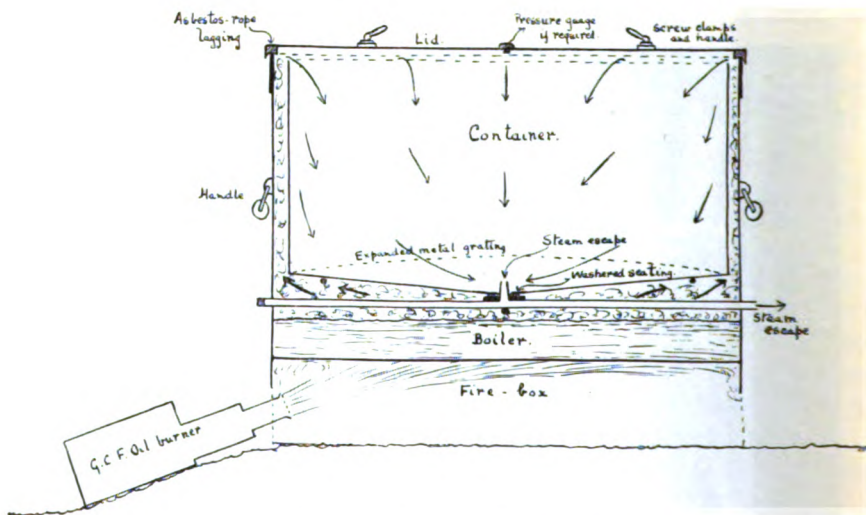 Asbestos-rope
lagging
Lid.
Pressure guage
if required.
Screw clamps
and handle.
Container.
Handle
Expanded metal grating
Steam escape
Washered seating.
Steam
escape
Boiler.
Fire - box
G.C.F. Oil burner